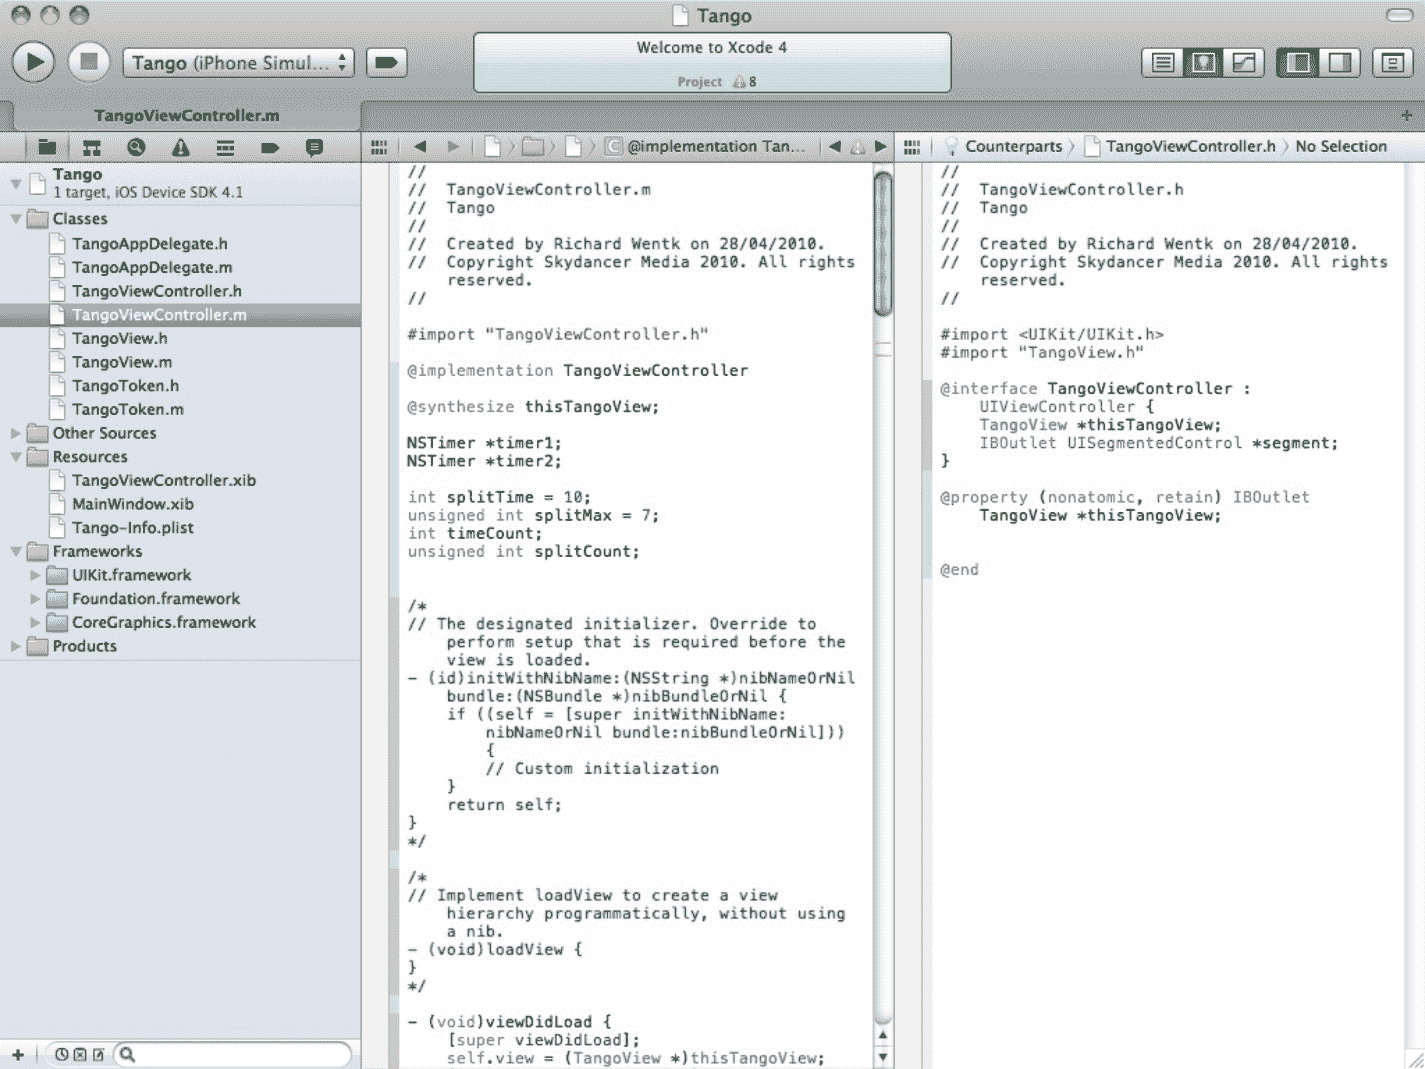 Tango
Tango (iPhone Simul...
Welcome to Xcode 4
Project 8
TangoViewController.m
@implementation Tan...
Counterparts
TangoViewController.h
No Selection
Tango
1 target, iOS Device SDK 4.1
Classes
TangoAppDelegate.h
TangoAppDelegate.m
TangoViewController.h
TangoViewController.m
TangoView.h
TangoView.m
TangoToken.h
TangoToken.m
Other Sources
Resources
TangoViewController.xib
MainWindow.xib
Tango-Info.plist
Frameworks
UIKit.framework
Foundation.framework
CoreGraphics.framework
Products
//
//  TangoViewController.m
//  Tango
//
//  Created by Richard Wentk on 28/04/2010.
//  Copyright Skydancer Media 2010. All rights
reserved.
//
#import "TangoViewController.h"
@implementation TangoViewController
@synthesize thisTangoView;
NSTimer *timer1;
NSTimer *timer2;
int splitTime = 10;
unsigned int splitMax = 7;
int timeCount;
unsigned int splitCount;
/*
// The designated initializer. Override to
perform setup that is required before the
view is loaded.
- (id)initWithNibName:(NSString *)nibNameOrNil
bundle:(NSBundle *)nibBundleOrNil {
if ((self = [super initWithNibName:
nibNameOrNil bundle:nibBundleOrNil]))
{
// Custom initialization
}
return self;
}
*/
/*
// Implement loadView to create a view
hierarchy programmatically, without using
a nib.
- (void)loadView {
}
*/
- (void)viewDidLoad {
[super viewDidLoad];
self.view = (TangoView *)thisTangoView;
//
//  TangoViewController.h
//  Tango
//
//  Created by Richard Wentk on 28/04/2010.
//  Copyright Skydancer Media 2010. All rights
reserved.
//
#import <UIKit/UIKit.h>
#import "TangoView.h"
@interface TangoViewController :
UIViewController {
TangoView *thisTangoView;
IBOutlet UISegmentedControl *segment;
}
@property (nonatomic, retain) IBOutlet
TangoView *thisTangoView;
@end